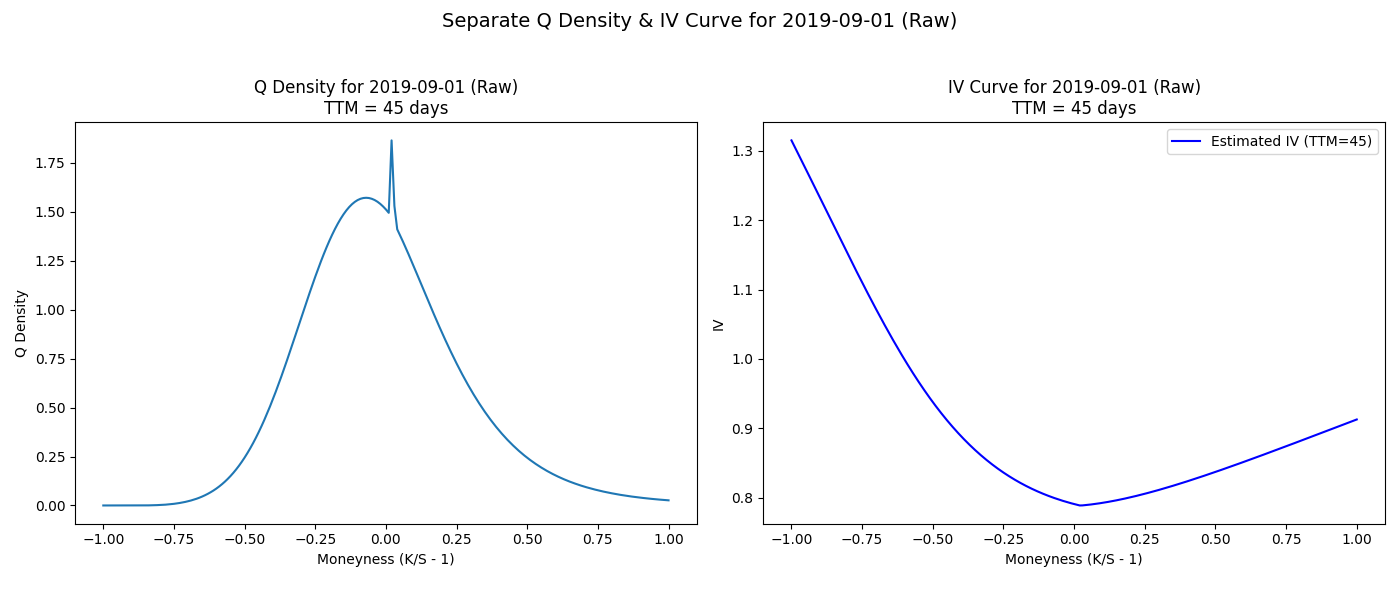 Separate Q Density & IV Curve for 2019-09-01 (Raw)
Q Density for 2019-09-01 (Raw)
TTM = 45 days
Q Density
1.75
1.50
1.25
1.00
0.75
0.50
0.25
0.00
−1.00 −0.75 −0.50 −0.25 0.00 0.25 0.50 0.75 1.00
Moneyness (K/S - 1)
IV Curve for 2019-09-01 (Raw)
TTM = 45 days
Estimated IV (TTM=45)
IV
1.3
1.2
1.1
1.0
0.9
0.8
−1.00 −0.75 −0.50 −0.25 0.00 0.25 0.50 0.75 1.00
Moneyness (K/S - 1)